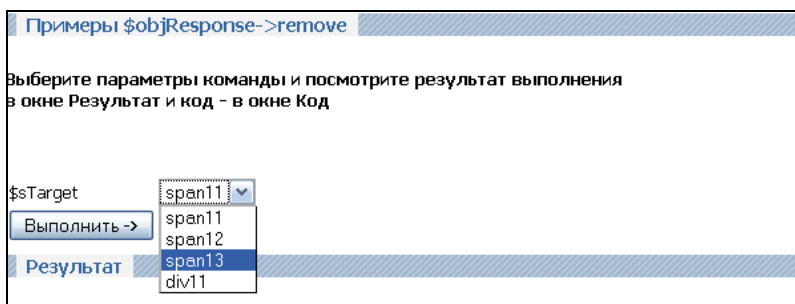 Примеры $objResponse->remove
Выберите параметры команды и посмотрите результат выполнения
в окне Результат и код - в окне Код
$sTarget
span11
Выполнить ->
span11
span12
span13
div11
Результат